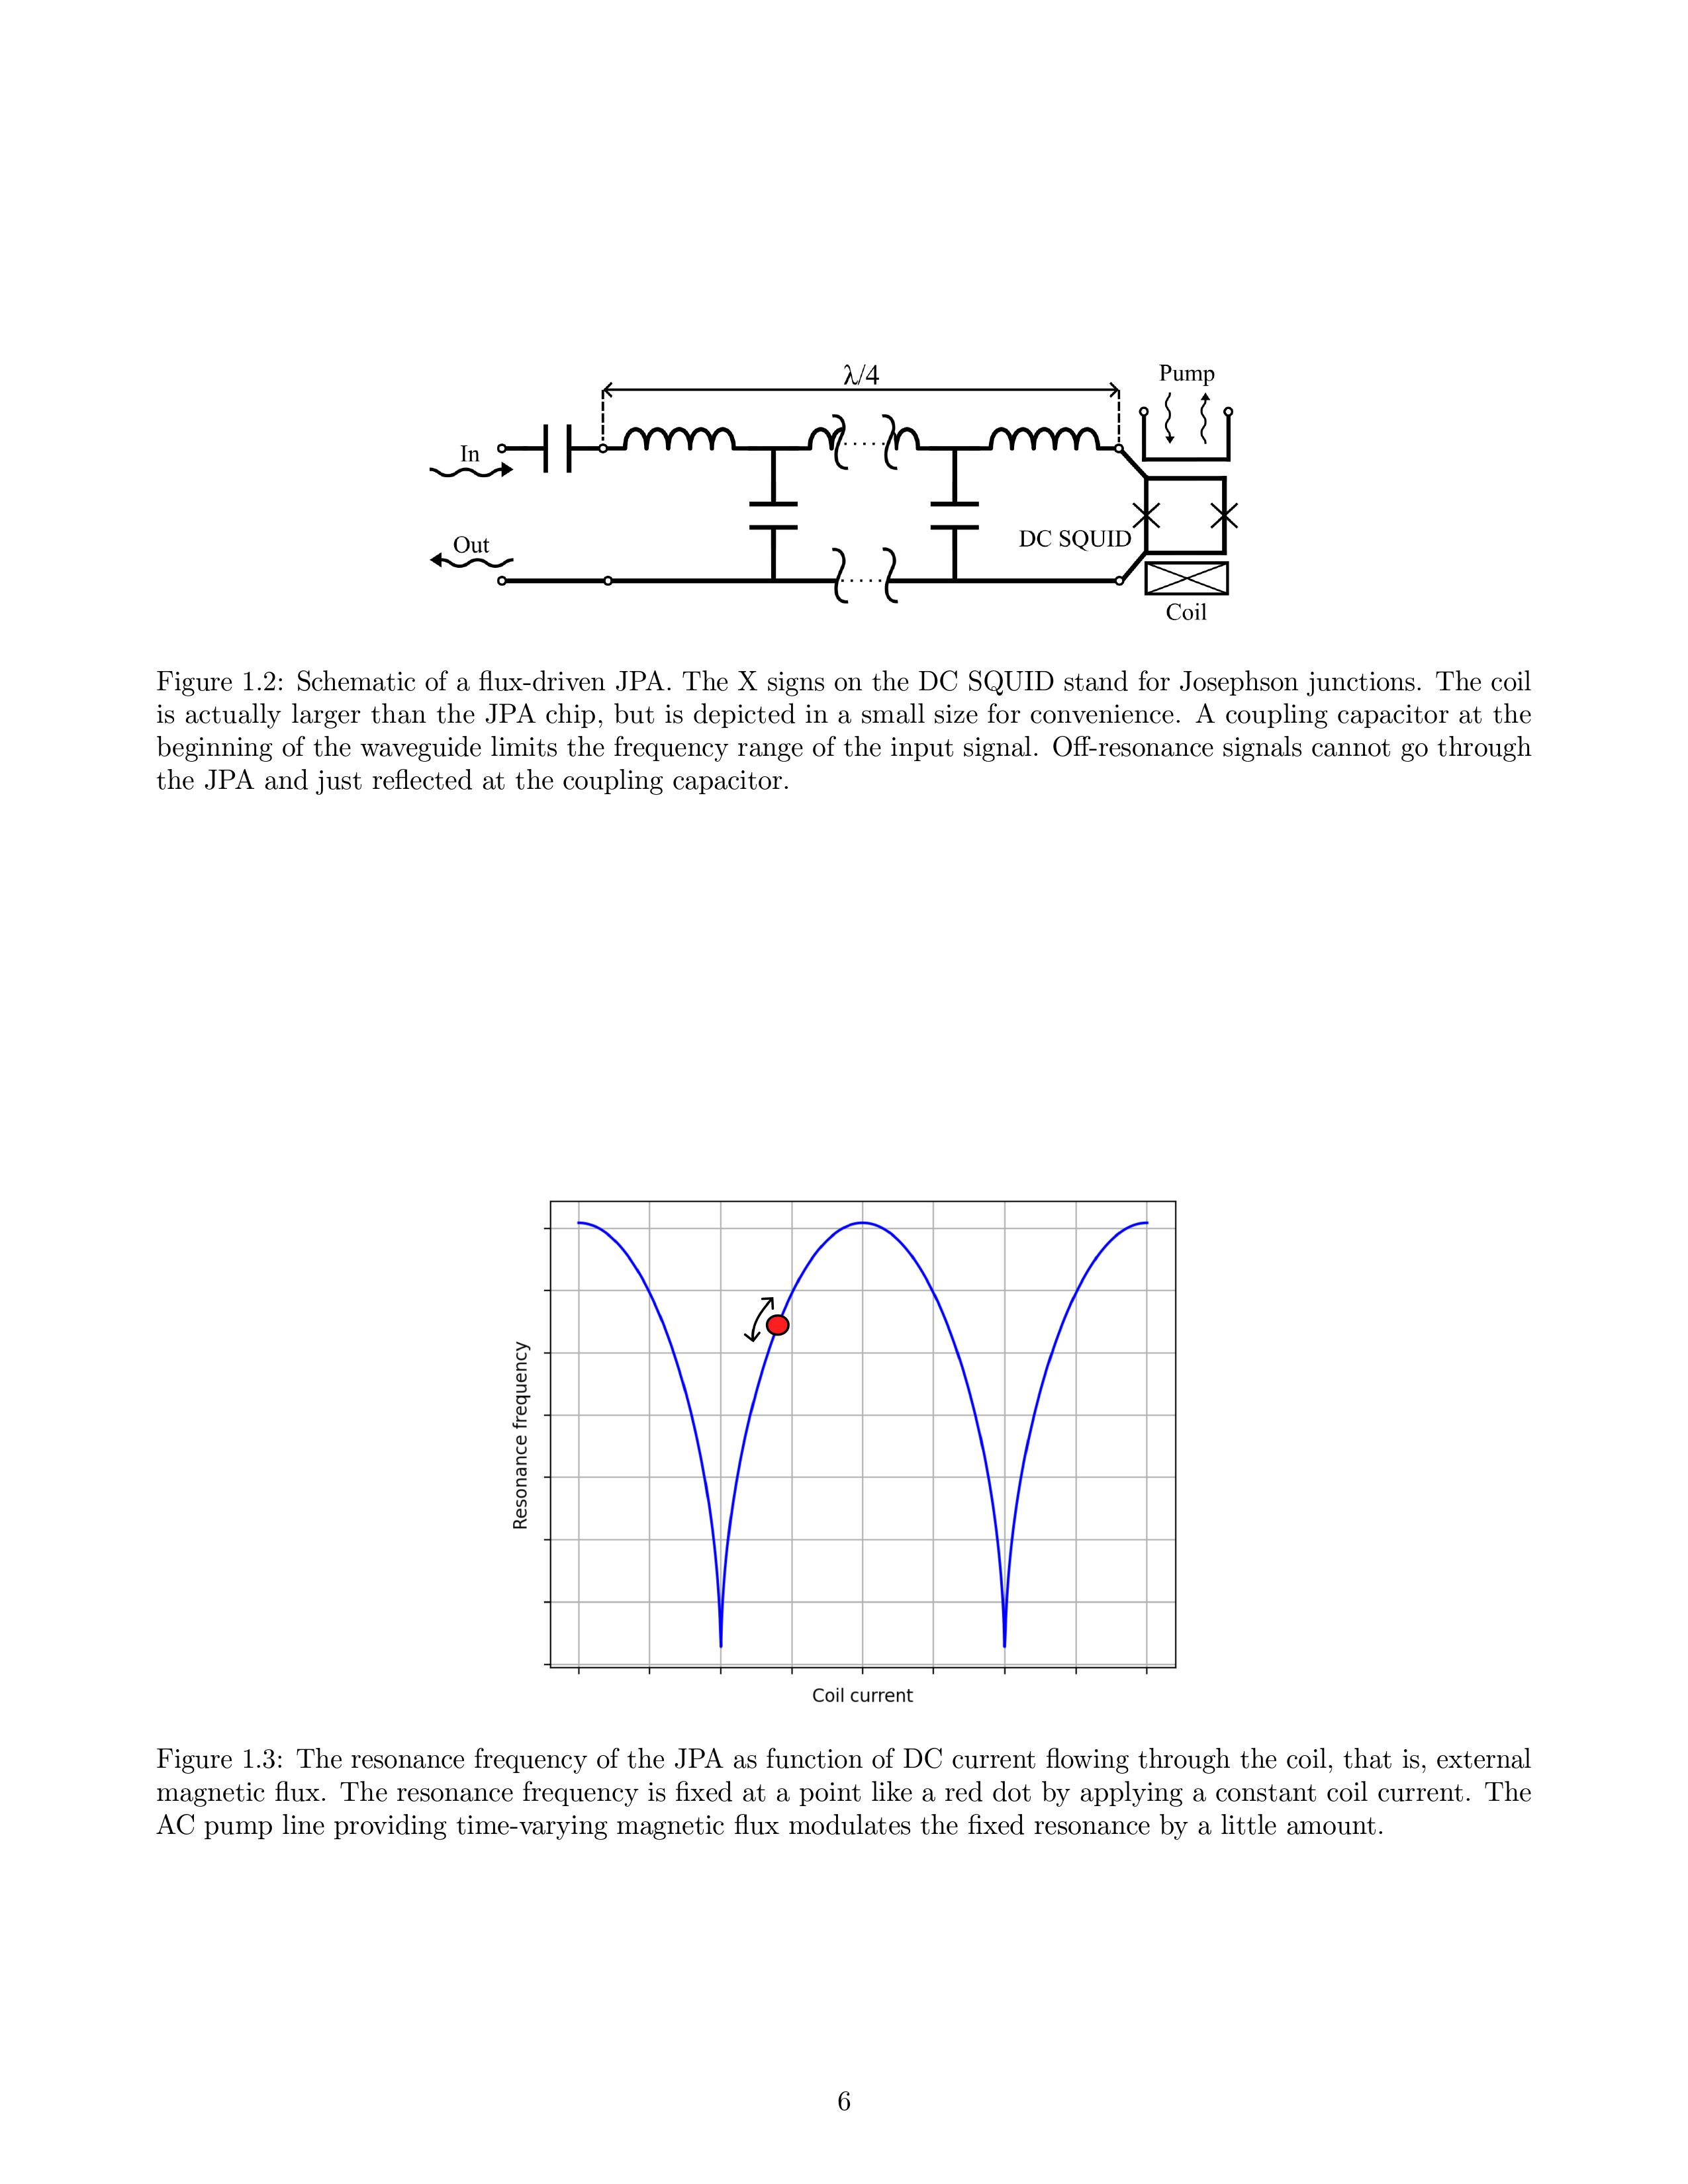 λ/4
Pump
In
Out
DC SQUID
Coil
Figure 1.2: Schematic of a flux-driven JPA. The X signs on the DC SQUID stand for Josephson junctions. The coil
is actually larger than the JPA chip, but is depicted in a small size for convenience. A coupling capacitor at the
beginning of the waveguide limits the frequency range of the input signal. Off-resonance signals cannot go through
the JPA and just reflected at the coupling capacitor.
Resonance frequency
Coil current
Figure 1.3: The resonance frequency of the JPA as function of DC current flowing through the coil, that is, external
magnetic flux. The resonance frequency is fixed at a point like a red dot by applying a constant coil current. The
AC pump line providing time-varying magnetic flux modulates the fixed resonance by a little amount.
6